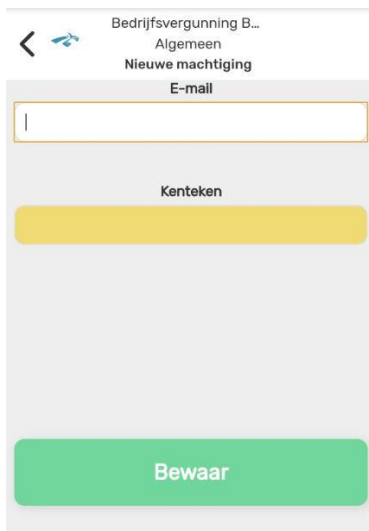 Bedrijfsvergunning B...
Algemeen
Nieuwe machtiging
E-mail
Kenteken
Bewaar